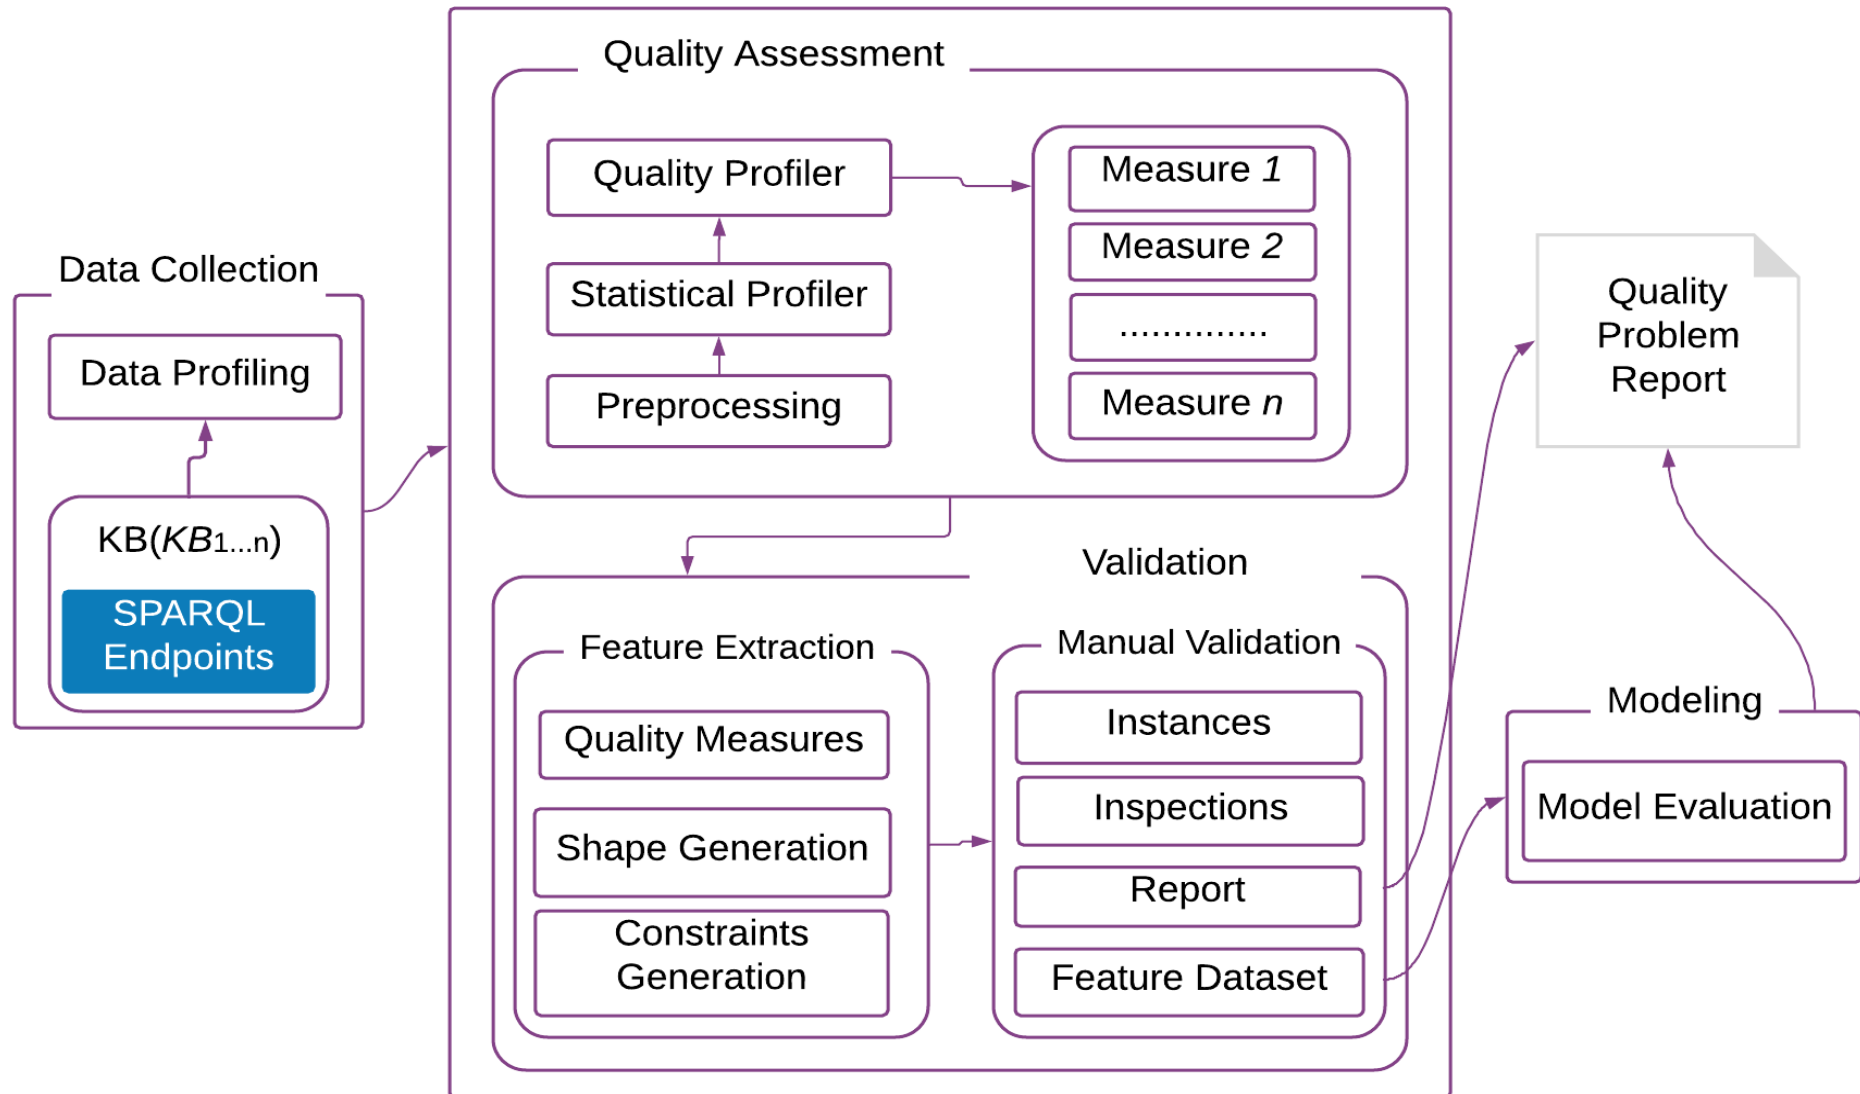 Data Collection
Data Profiling
KB(KB1...n)
SPARQL
Endpoints
Quality Assessment
Quality Profiler
Statistical Profiler
Preprocessing
Measure 1
Measure 2
..............
Measure n
Validation
Feature Extraction
Quality Measures
Shape Generation
Constraints
Generation
Manual Validation
Instances
Inspections
Report
Feature Dataset
Quality
Problem
Report
Modeling
Model Evaluation